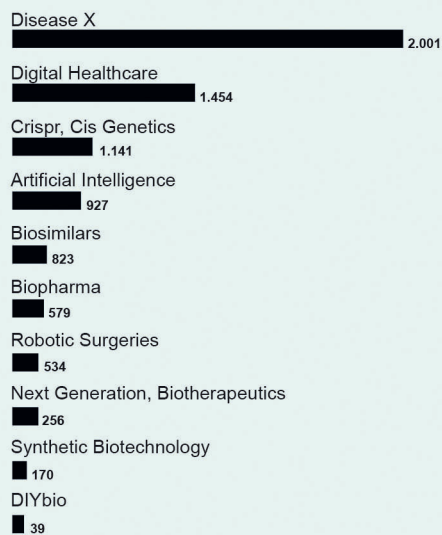 Disease X
2.001
Digital Healthcare
1.454
Crispr, Cis Genetics
1.141
Artificial Intelligence
927
Biosimilars
823
Biopharma
579
Robotic Surgeries
534
Next Generation, Biotherapeutics
256
Synthetic Biotechnology
170
DIYbio
39